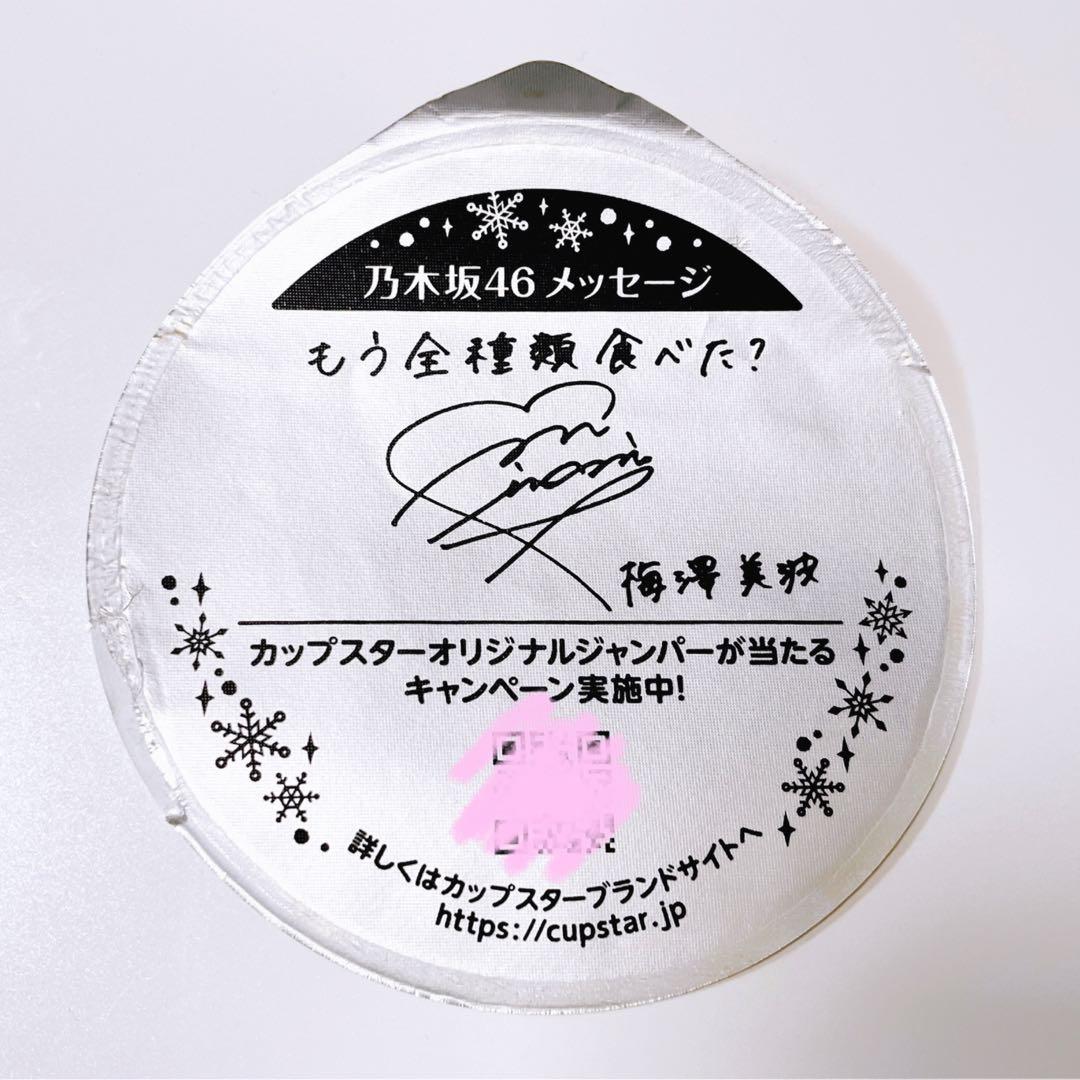 乃木坂46 メッセージ
もう全種類食べた?
梅澤美波
カップスターオリジナルジャンパーが当たる
キャンペーン実施中!
詳しくはカップスターブランドサイトへ
https://cupstar.jp